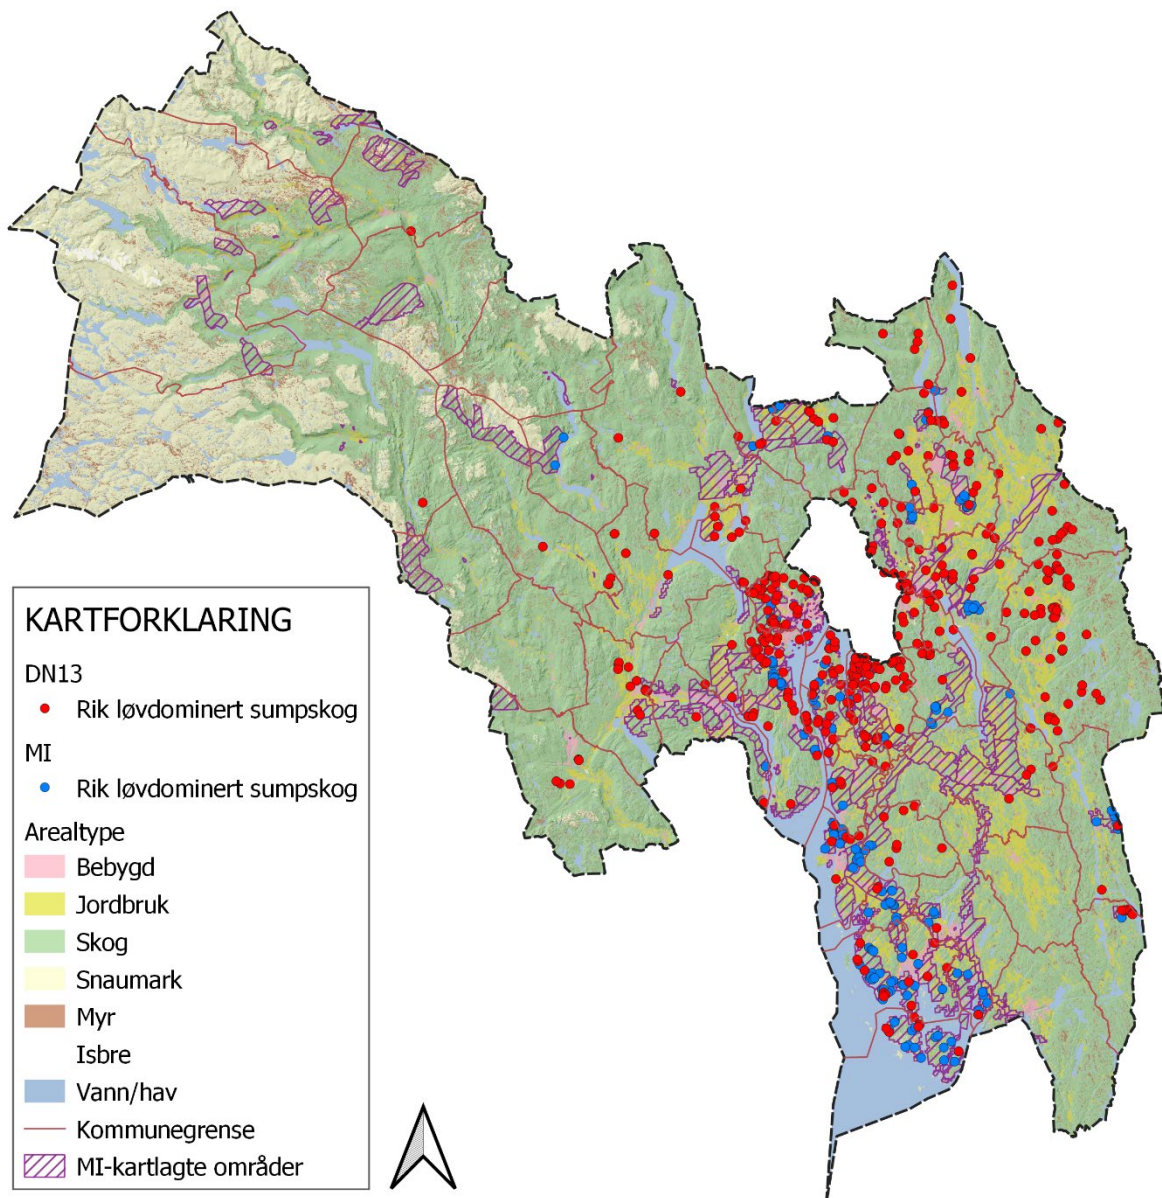 KARTFORKLARING
DN13
Rik løvdominert sumpskog
MI
Rik løvdominert sumpskog
Arealtype
Bebygd
Jordbruk
Skog
Snaumark
Myr
Isbre
Vann/hav
Kommunegrense
MI-kartlagte områder